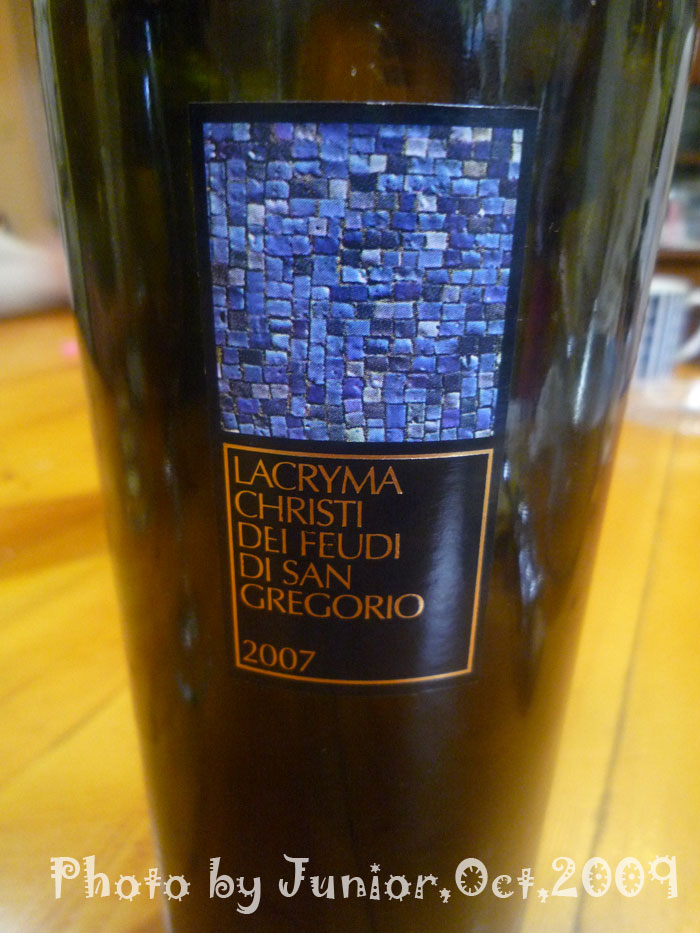 LACRYMA
CHRISTI
DEI FEUDI
DI SAN
GREGORIO
2007
Photo by Junior,Oct,2009